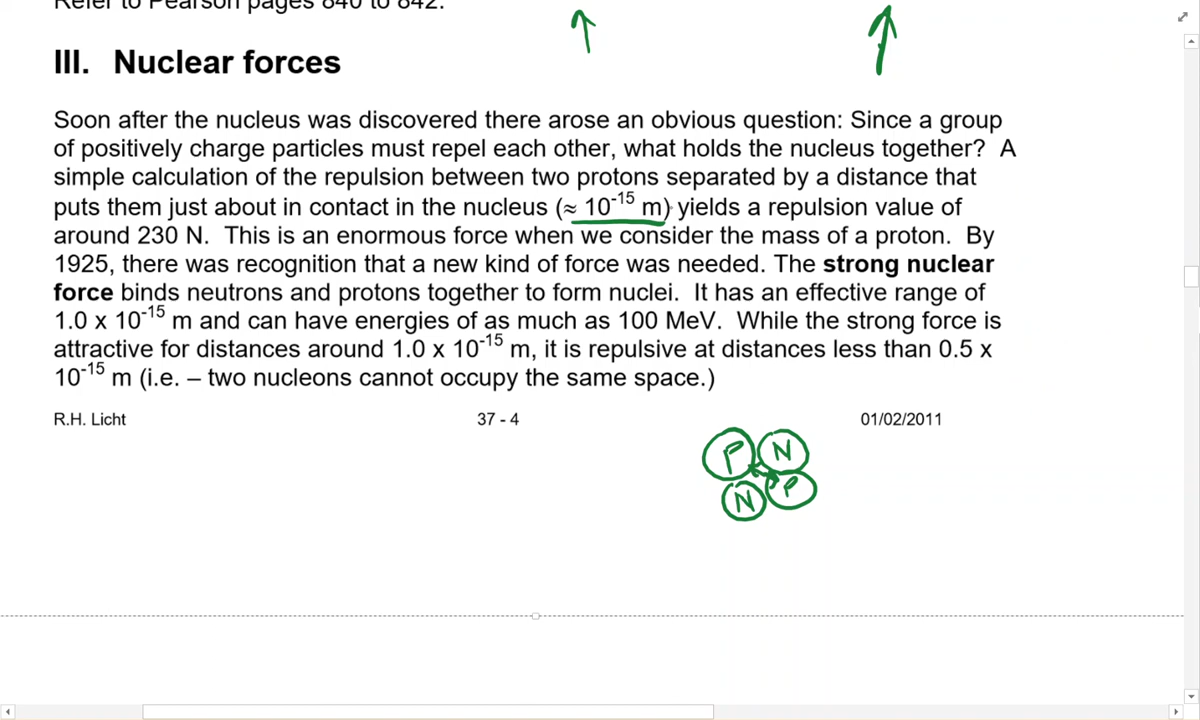 Refer to Pearson pages 840 to 842.
III. Nuclear forces
Soon after the nucleus was discovered there arose an obvious question: Since a group
of positively charge particles must repel each other, what holds the nucleus together? A
simple calculation of the repulsion between two protons separated by a distance that
puts them just about in contact in the nucleus (≈ 10⁻¹⁵ m) yields a repulsion value of
around 230 N. This is an enormous force when we consider the mass of a proton. By
1925, there was recognition that a new kind of force was needed. The strong nuclear
force binds neutrons and protons together to form nuclei. It has an effective range of
1.0 x 10⁻¹⁵ m and can have energies of as much as 100 MeV. While the strong force is
attractive for distances around 1.0 x 10⁻¹⁵ m, it is repulsive at distances less than 0.5 x
10⁻¹⁵ m (i.e. – two nucleons cannot occupy the same space.)
R.H. Licht 37 - 4 01/02/2011
P N
N P